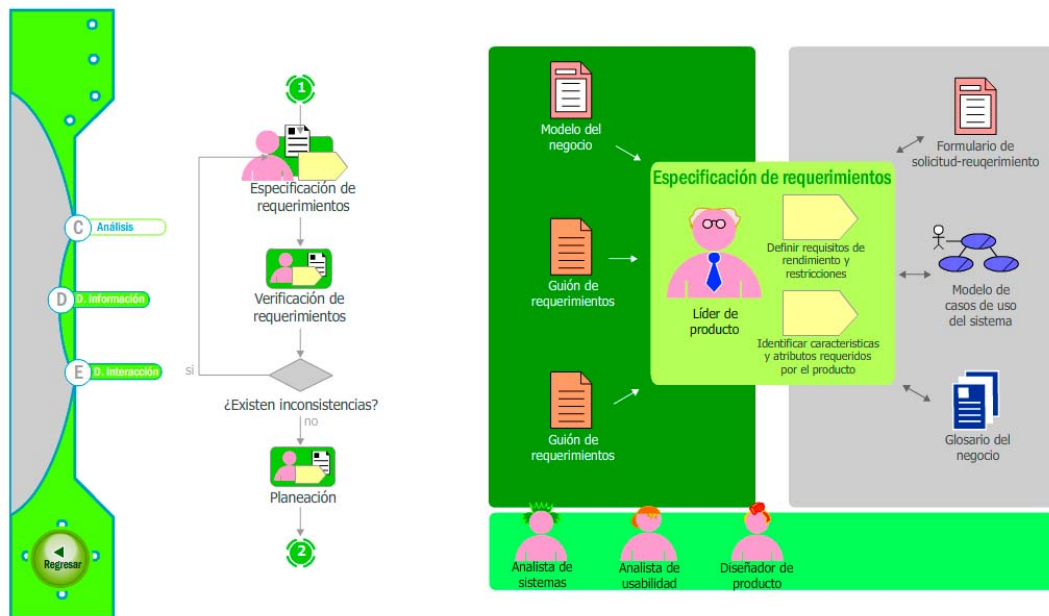 C
Análisis
D
D. Información
E
D. Interacción
Regresar
1
Especificación de
requerimientos
Verificación de
requerimientos
si
¿Existen inconsistencias?
no
Planeación
2
Modelo del
negocio
Guión de
requerimientos
Guión de
requerimientos
Especificación de requerimientos
Líder de
producto
Definir requisitos de
rendimiento y
restricciones
Identificar caracteristicas
y atributos requeridos
por el producto
Formulario de
solicitud-reuqerimiento
Modelo de
casos de uso
del sistema
Glosario del
negocio
Analista de
sistemas
Analista de
usabilidad
Diseñador de
producto